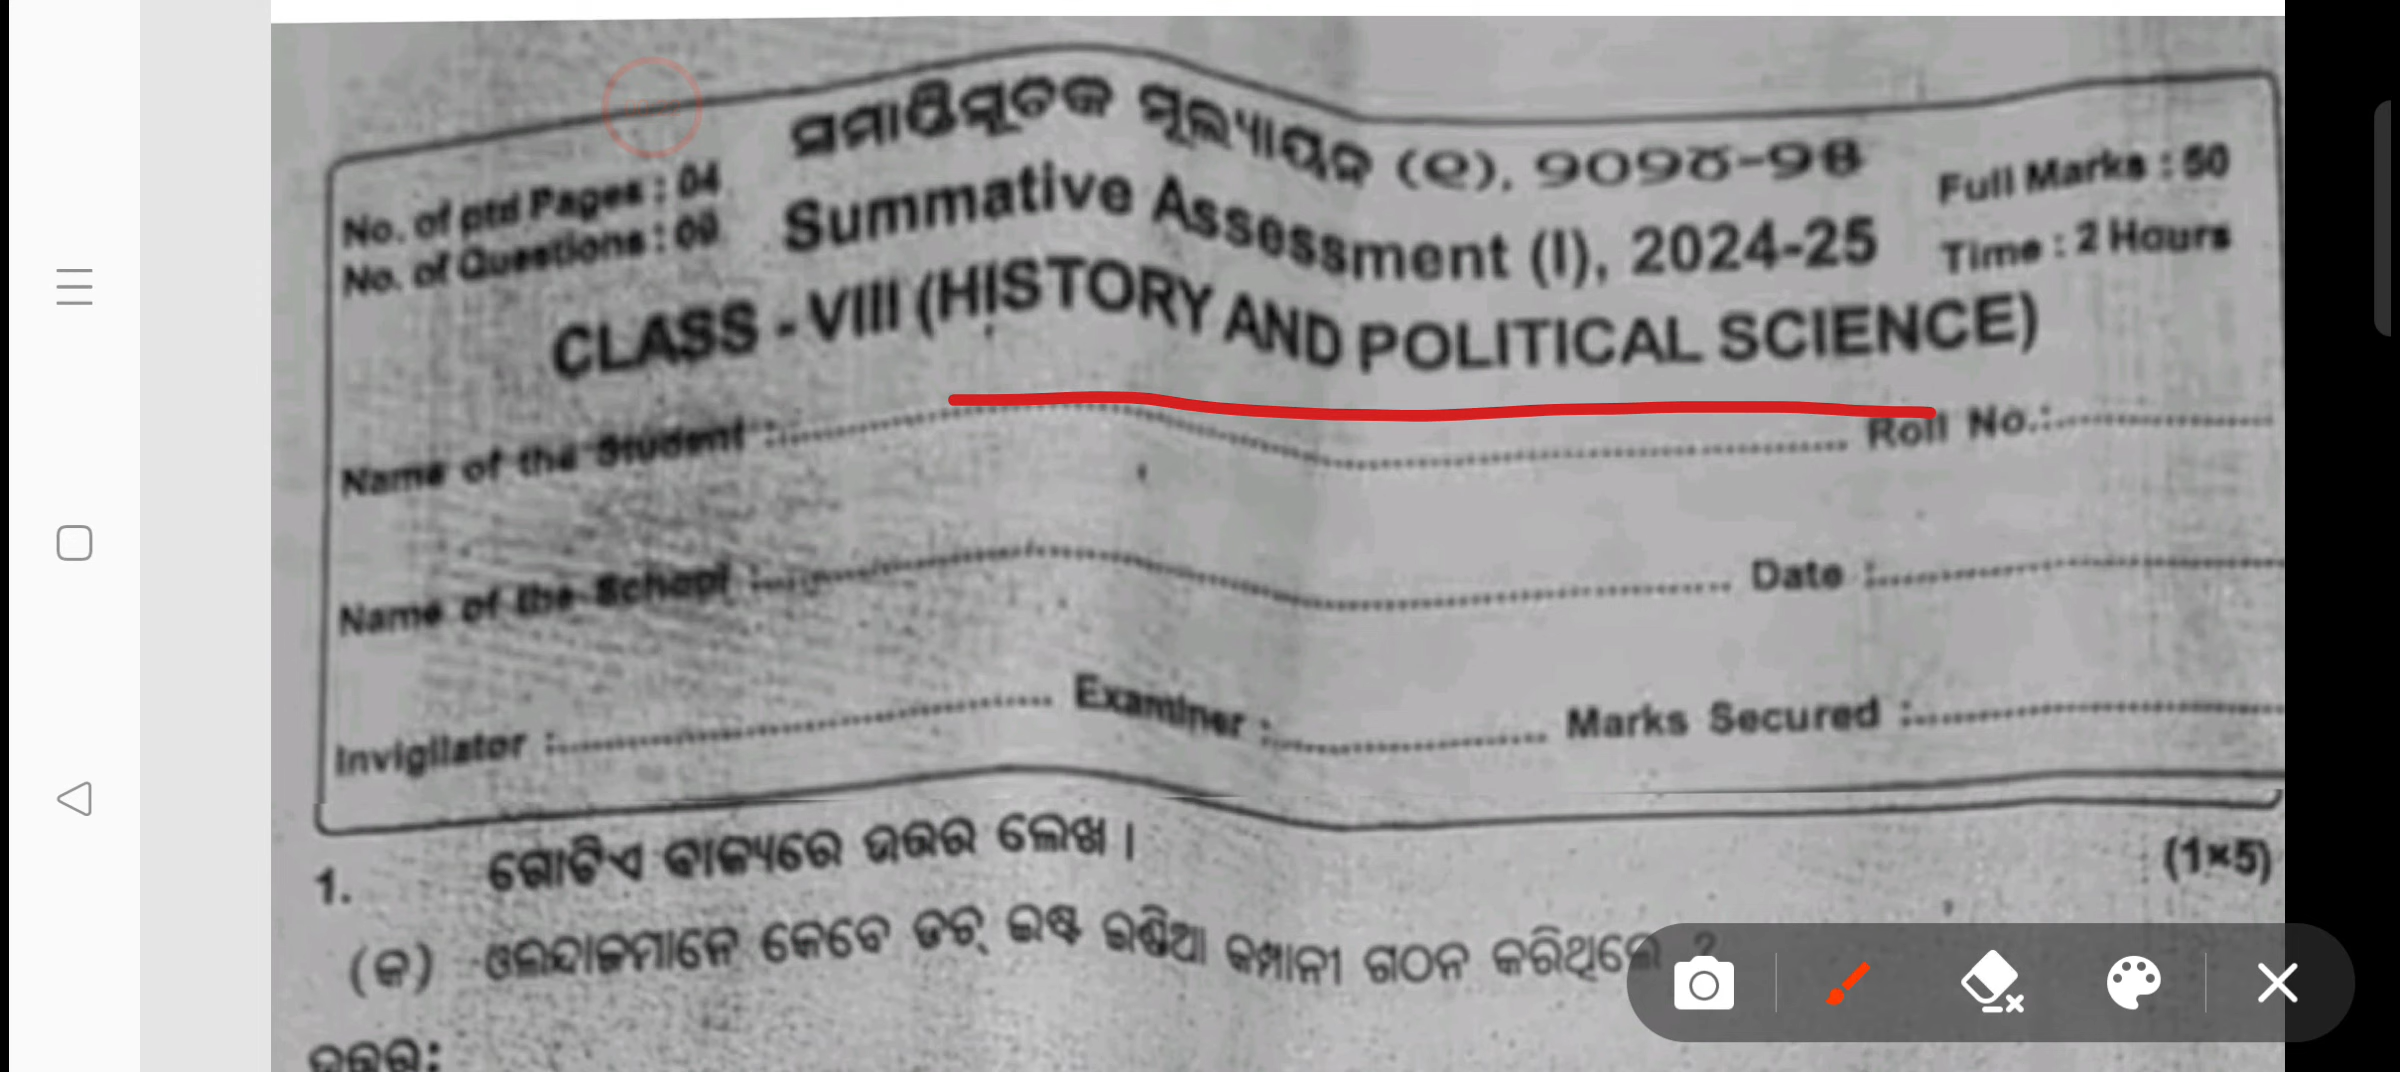 ସମାପ୍ତିସୂଚକ ମୂଲ୍ୟାୟନ (୧), ୨୦୨୪-୨୫
No. of ptd Pages : 04
Summative Assessment (I), 2024-25
Full Marks : 50
No. of Questions : 09
Time : 2 Hours
CLASS - VIII (HISTORY AND POLITICAL SCIENCE)
Name of the Student : Roll No.:
Name of the School : Date :
Invigilator : Examiner : Marks Secured :
1. ଗୋଟିଏ ବାକ୍ୟରେ ଉତ୍ତର ଲେଖ । (1×5)
(କ) ଓଲନ୍ଦାଜମାନେ କେବେ ଡଚ୍ ଇଷ୍ଟ ଇଣ୍ଡିଆ କମ୍ପାନୀ ଗଠନ କରିଥିଲେ ?
ଉତ୍ତର: